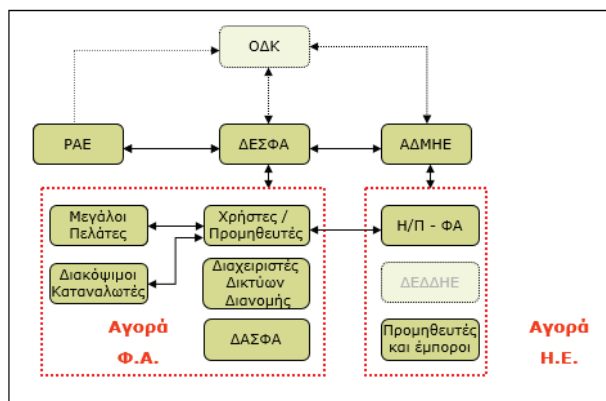 ΟΔΚ
ΡΑΕ
ΔΕΣΦΑ
ΑΔΜΗΕ
Μεγάλοι
Πελάτες
Χρήστες /
Προμηθευτές
Η/Π - ΦΑ
Διακόψιμοι
Καταναλωτές
Διαχειριστές
Δικτύων
Διανομής
ΔΕΔΔΗΕ
ΔΑΣΦΑ
Προμηθευτές
και έμποροι
Αγορά
Φ.Α.
Αγορά
Η.Ε.